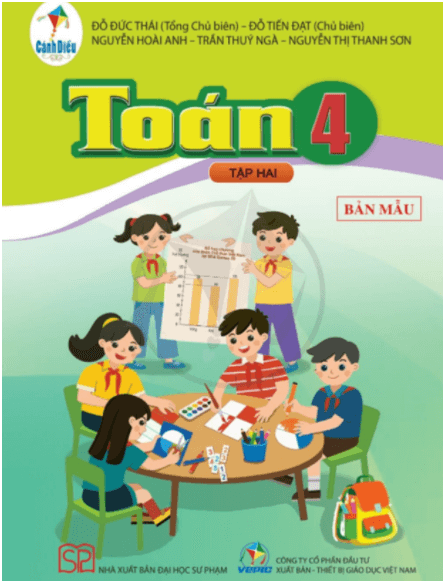 ĐỖ ĐỨC THÁI (Tổng Chủ biên) – ĐỖ TIẾN ĐẠT (Chủ biên)
NGUYỄN HOÀI ANH – TRẦN THUÝ NGÀ – NGUYỄN THỊ THANH SƠN
Cánh Diều
Toán 4
TẬP HAI
BẢN MẪU
SP
NHÀ XUẤT BẢN ĐẠI HỌC SƯ PHẠM
VEPIC
CÔNG TY CỔ PHẦN ĐẦU TƯ
XUẤT BẢN - THIẾT BỊ GIÁO DỤC VIỆT NAM